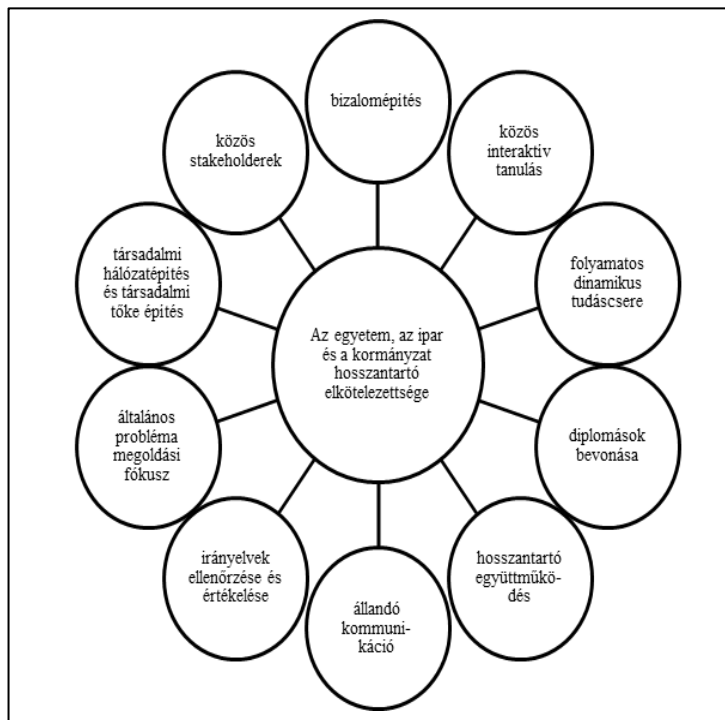 bizalomépítés
közös
interaktív
tanulás
folyamatos
dinamikus
tudáscsere
diplomások
bevonása
hosszantartó
együttműkö-
dés
állandó
kommuni-
káció
irányelvek
ellenőrzése és
értékelése
általános
probléma
megoldási
fókusz
társadalmi
hálózatépítés
és társadalmi
tőke építés
közös
stakeholderek
Az egyetem, az ipar
és a kormányzat
hosszantartó
elkötelezettsége